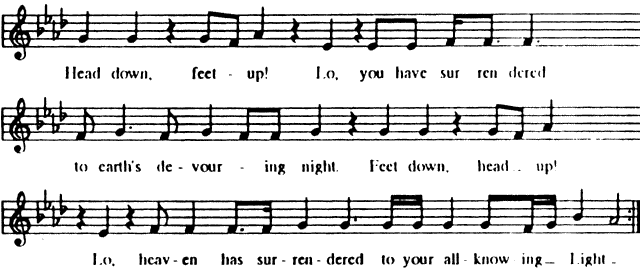 Head down, feet - up! Lo, you have sur ren dered
to earth's de - vour - ing night. Feet down, head - up!
Lo, heav - en has sur - ren - dered to your all - know ing - Light -